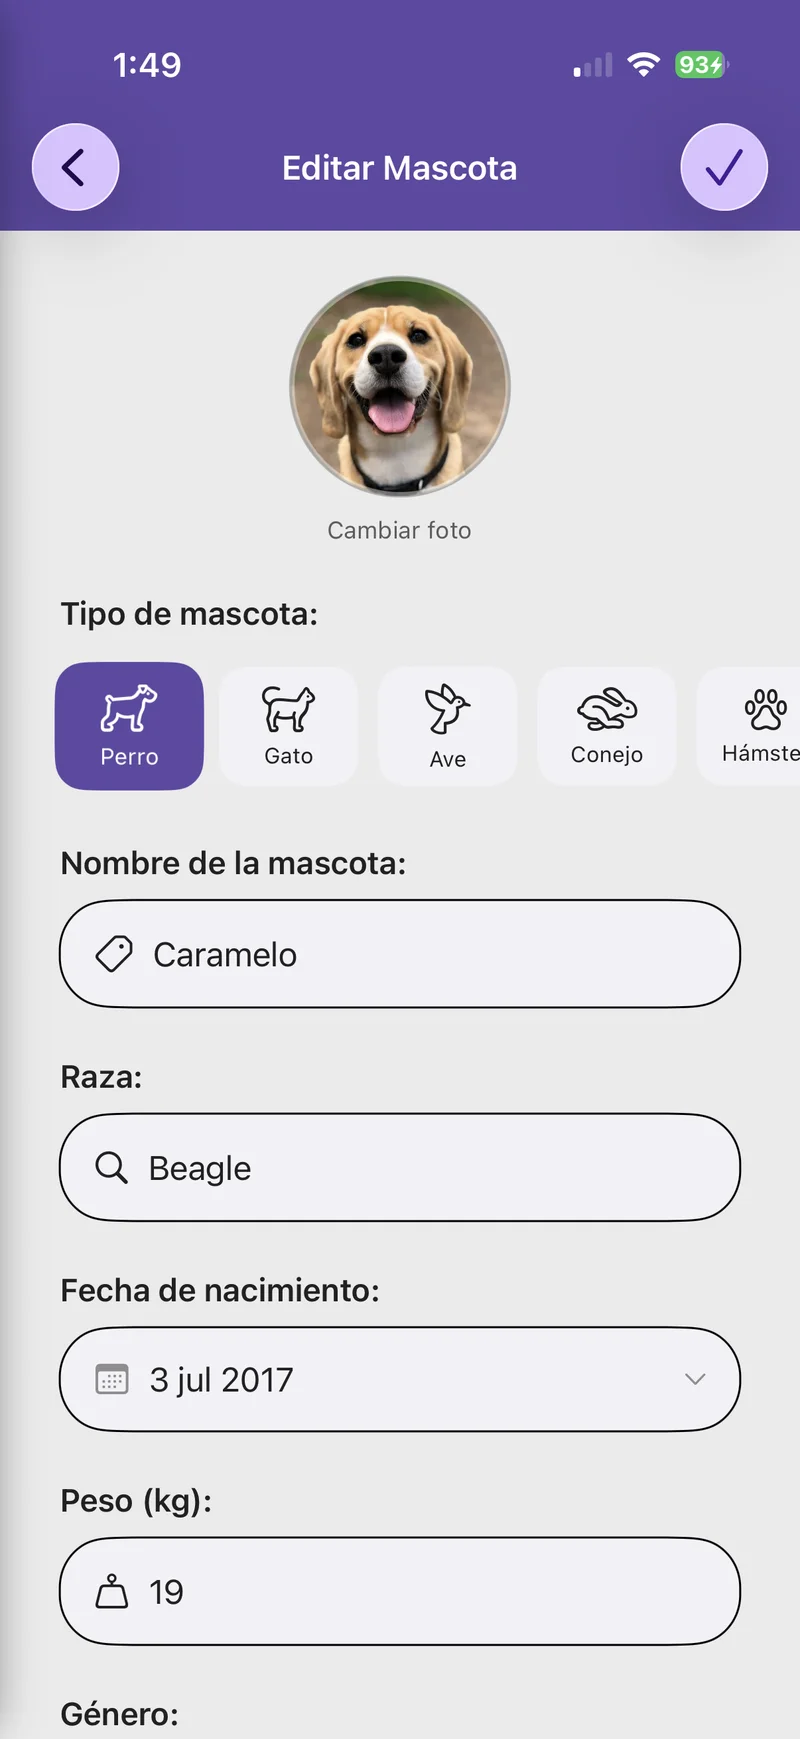 1:49
93
Editar Mascota
Cambiar foto
Tipo de mascota:
Perro
Gato
Ave
Conejo
Hámste
Nombre de la mascota:
Caramelo
Raza:
Beagle
Fecha de nacimiento:
3 jul 2017
Peso (kg):
19
Género: